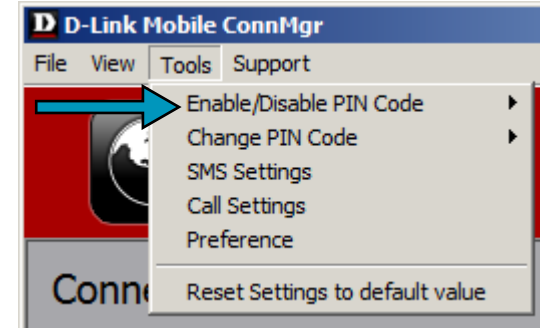 D D-Link Mobile ConnMgr
File View Tools Support
Enable/Disable PIN Code
Change PIN Code
SMS Settings
Call Settings
Preference
Reset Settings to default value
Conne